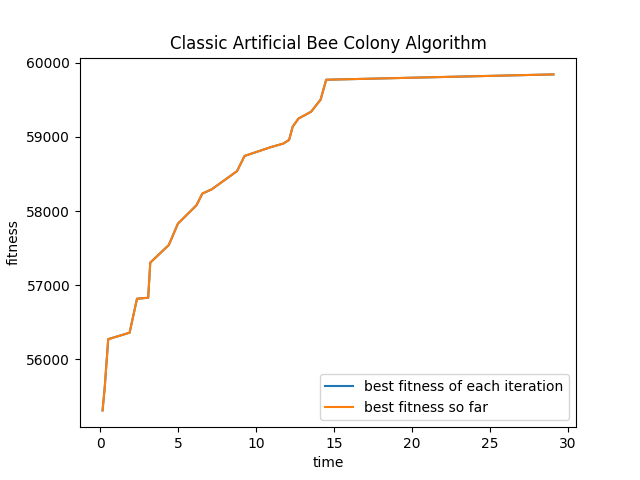 Classic Artificial Bee Colony Algorithm
60000
59000
58000
57000
56000
fitness
0 5 10 15 20 25 30
time
best fitness of each iteration
best fitness so far